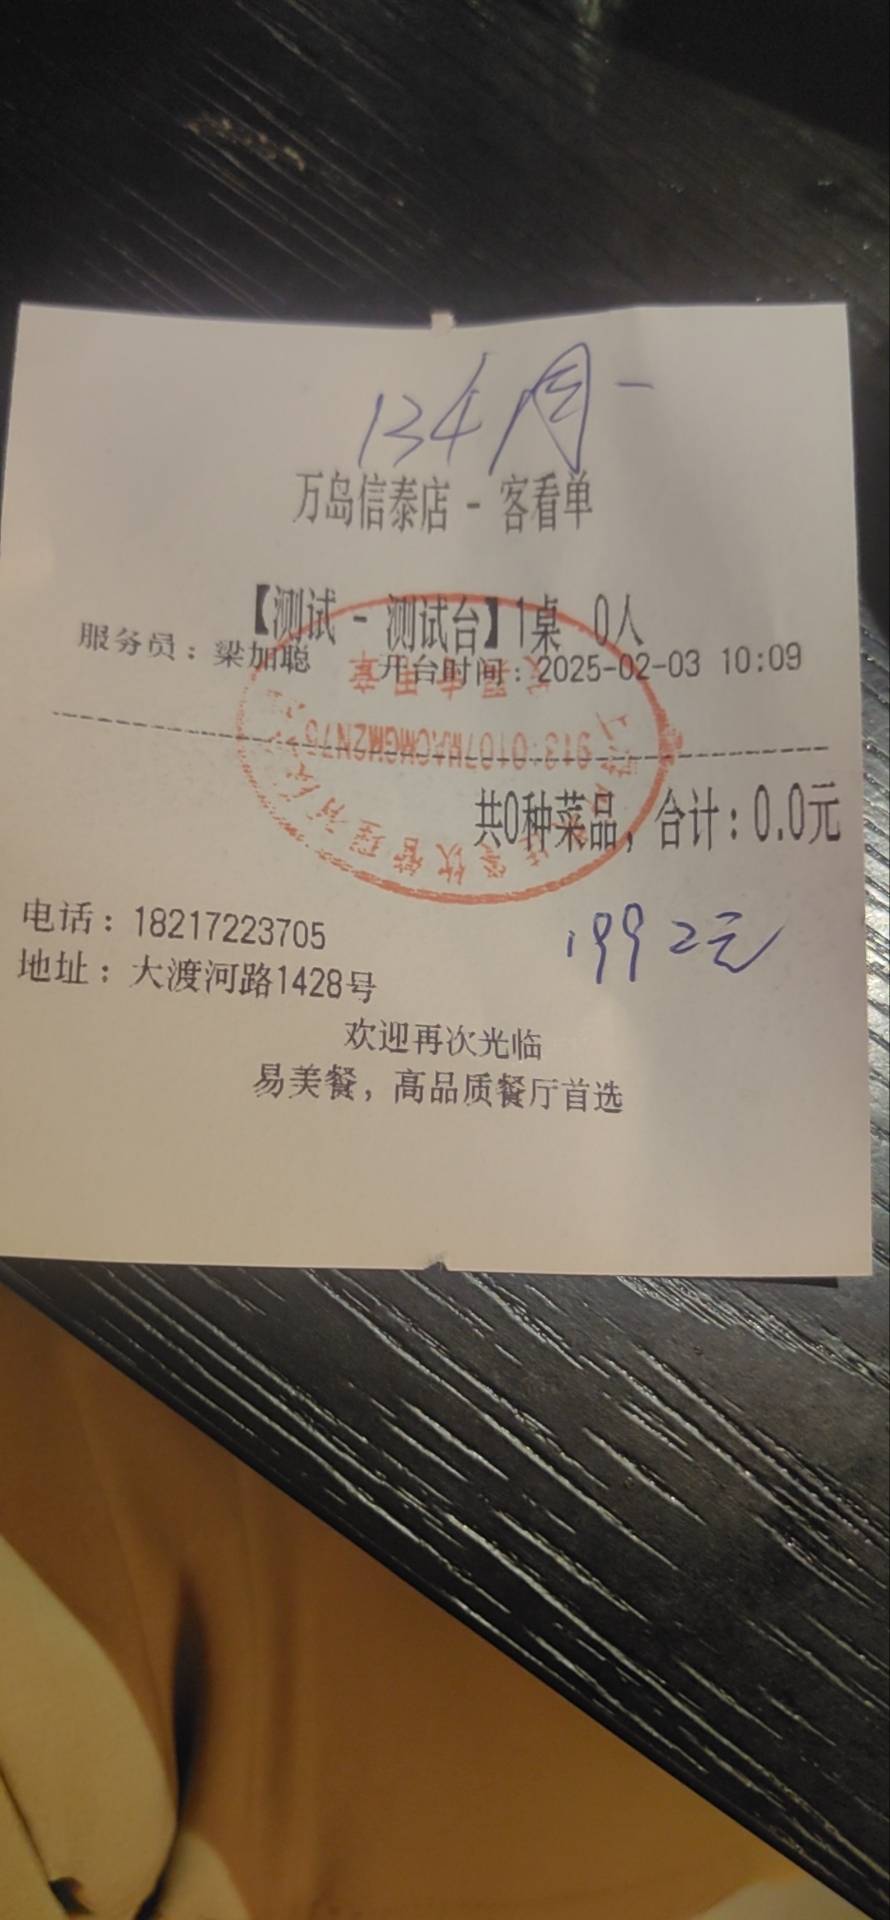 134周一
万岛信泰店 - 客看单
【测试 - 测试台】1桌 0人
服务员：梁加聪 开台时间：2025-02-03 10:09
共0种菜品，合计：0.0元
电话：18217223705
1992元
地址：大渡河路1428号
欢迎再次光临
易美餐，高品质餐厅首选